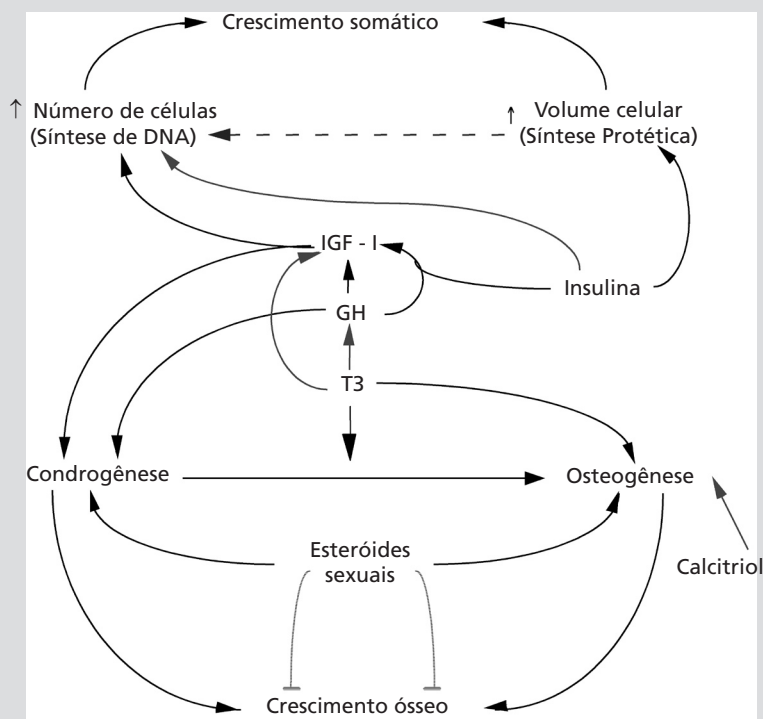 Crescimento somático
↑ Número de células
(Síntese de DNA)
↑ Volume celular
(Síntese Protética)
IGF - I
Insulina
GH
T3
Condrogênese
Osteogênese
Esteróides
sexuais
Calcitriol
Crescimento ósseo